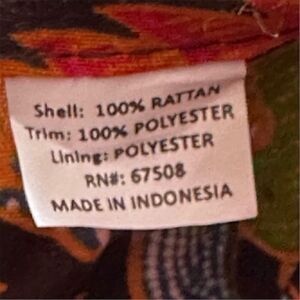 Shell: 100% RATTAN
Trim: 100% POLYESTER
Lining: POLYESTER
RN#: 67508
MADE IN INDONESIA